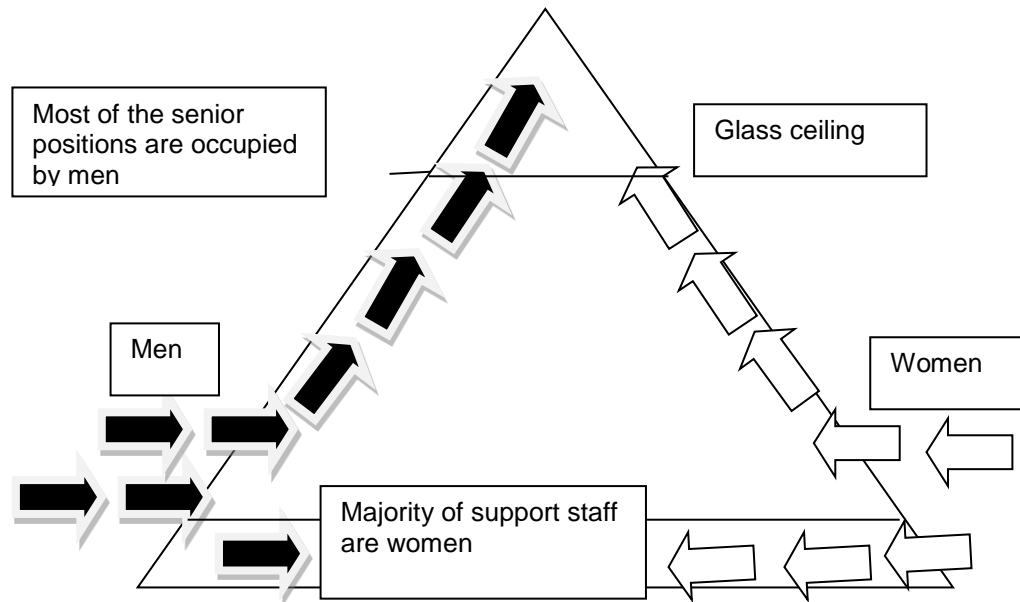 Most of the senior
positions are occupied
by men
Glass ceiling
Men
Women
Majority of support staff
are women